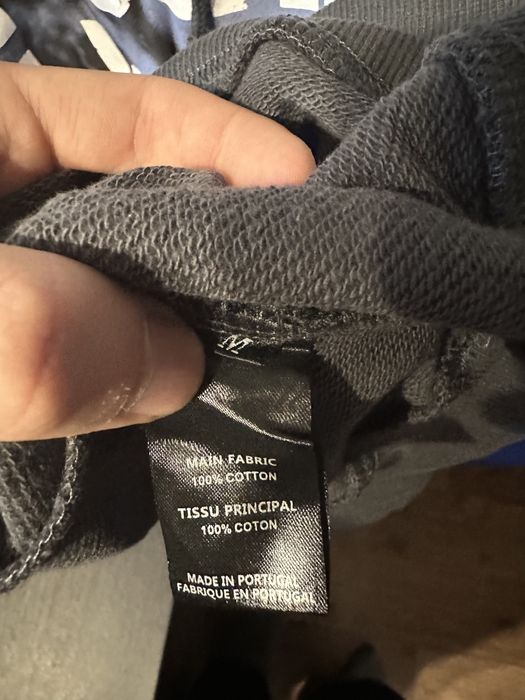 M
MAIN FABRIC
100% COTTON
TISSU PRINCIPAL
100% COTON
MADE IN PORTUGAL
FABRIQUE EN PORTUGAL